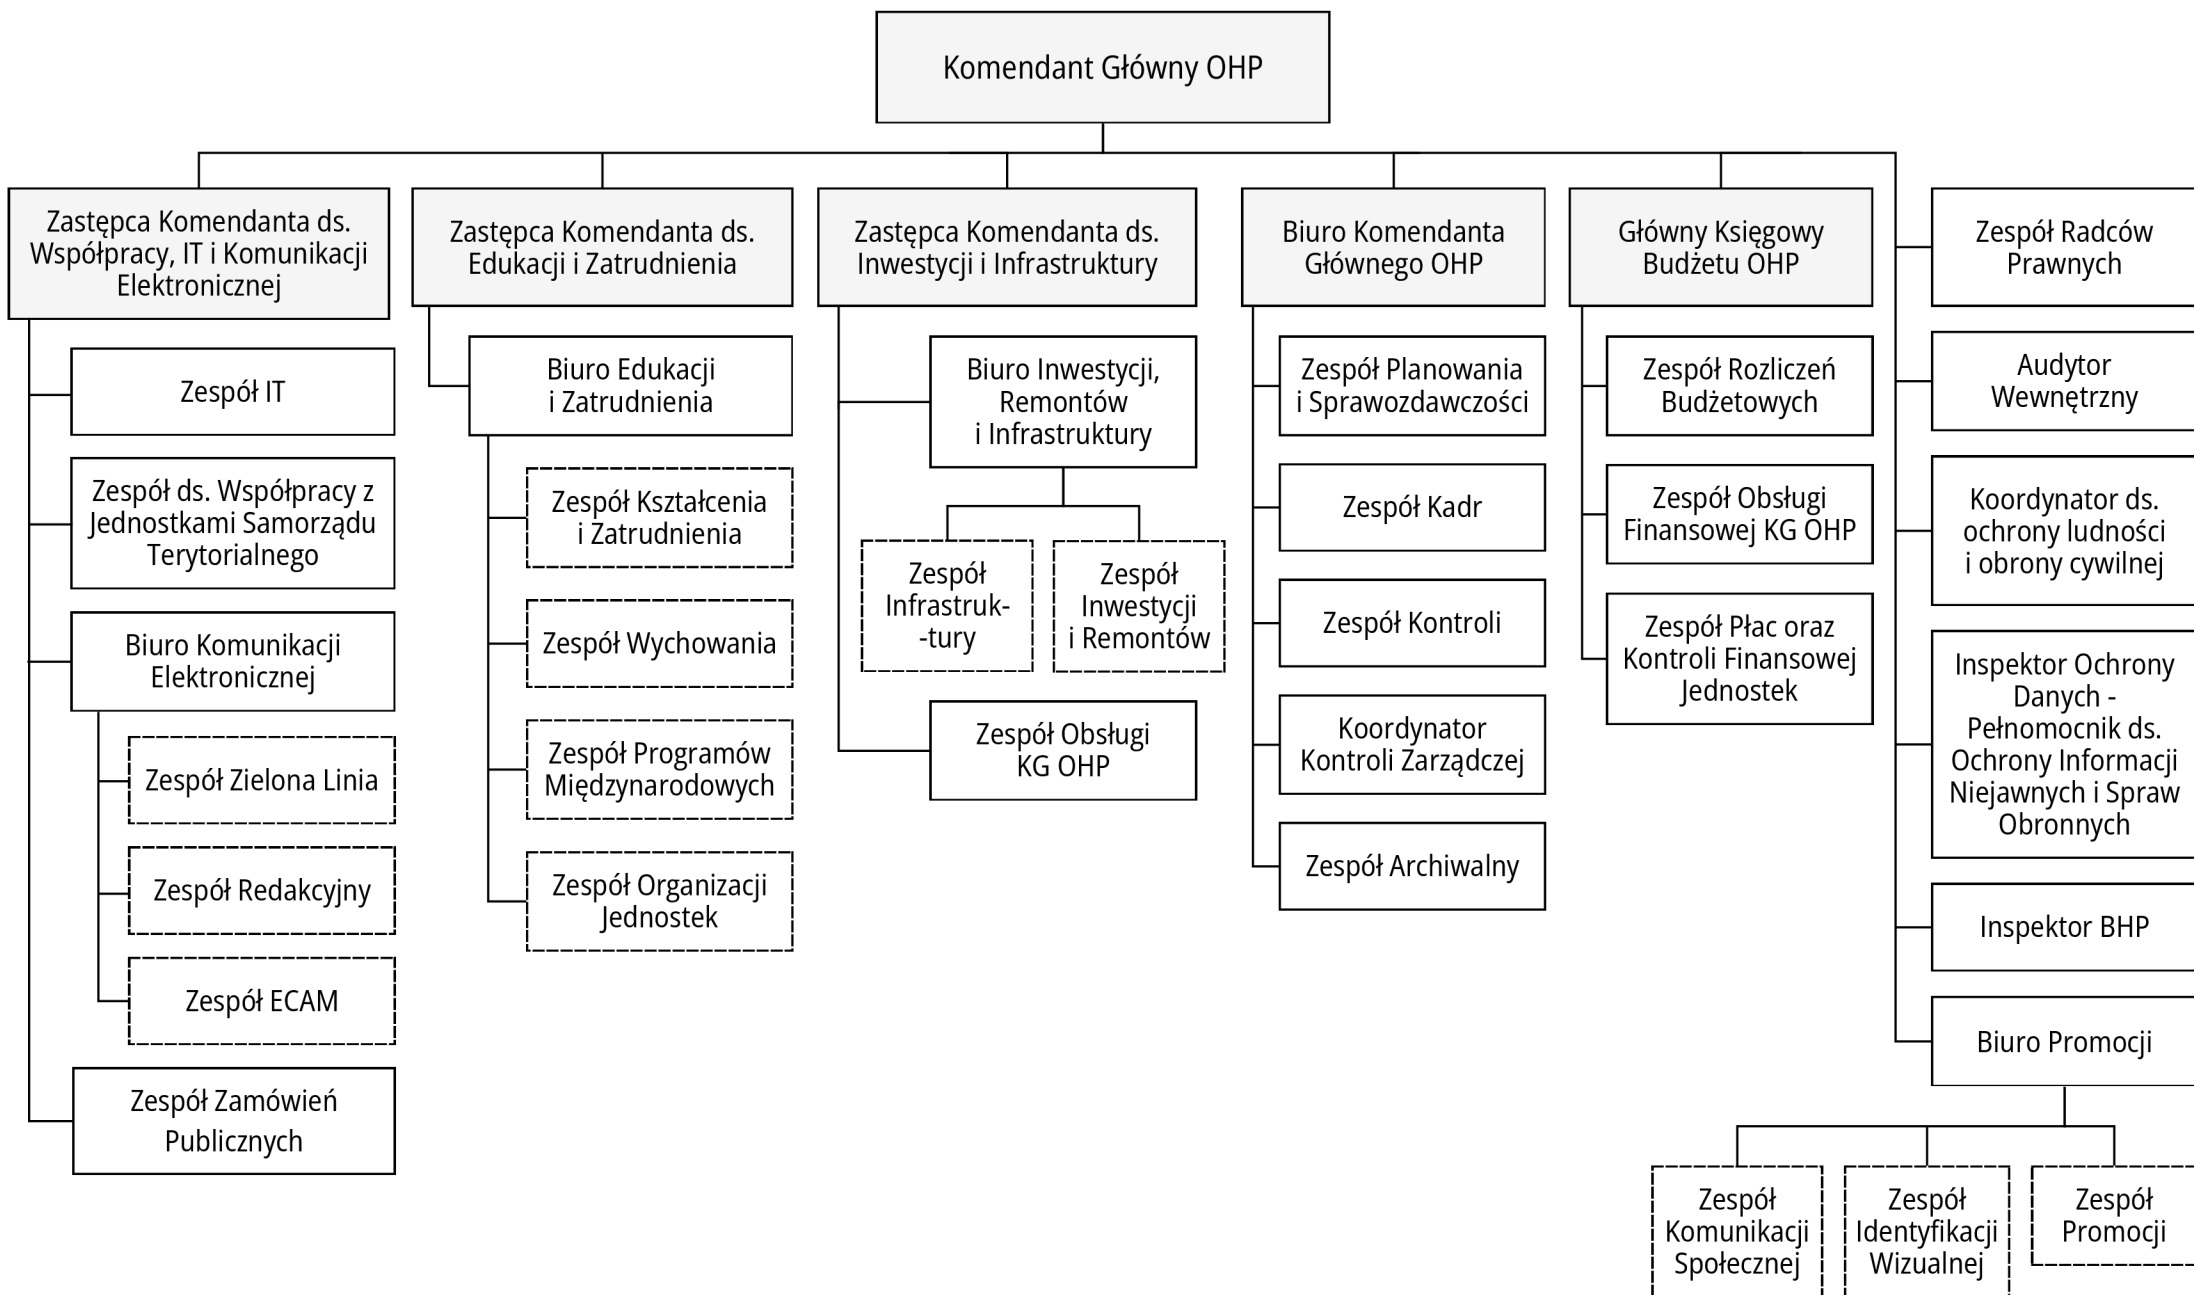 Komendant Główny OHP
Zastępca Komendanta ds.
Współpracy, IT i Komunikacji
Elektronicznej
Zespół IT
Zespół ds. Współpracy z
Jednostkami Samorządu
Terytorialnego
Biuro Komunikacji
Elektronicznej
Zespół Zielona Linia
Zespół Redakcyjny
Zespół ECAM
Zespół Zamówień
Publicznych
Zastępca Komendanta ds.
Edukacji i Zatrudnienia
Biuro Edukacji
i Zatrudnienia
Zespół Kształcenia
i Zatrudnienia
Zespół Wychowania
Zespół Programów
Międzynarodowych
Zespół Organizacji
Jednostek
Zastępca Komendanta ds.
Inwestycji i Infrastruktury
Biuro Inwestycji,
Remontów
i Infrastruktury
Zespół
Infrastruk-
-tury
Zespół
Inwestycji
i Remontów
Zespół Obsługi
KG OHP
Biuro Komendanta
Głównego OHP
Zespół Planowania
i Sprawozdawczości
Zespół Kadr
Zespół Kontroli
Koordynator
Kontroli Zarządczej
Zespół Archiwalny
Główny Księgowy
Budżetu OHP
Zespół Rozliczeń
Budżetowych
Zespół Obsługi
Finansowej KG OHP
Zespół Płac oraz
Kontroli Finansowej
Jednostek
Zespół Radców
Prawnych
Audytor
Wewnętrzny
Koordynator ds.
ochrony ludności
i obrony cywilnej
Inspektor Ochrony
Danych -
Pełnomocnik ds.
Ochrony Informacji
Niejawnych i Spraw
Obronnych
Inspektor BHP
Biuro Promocji
Zespół
Komunikacji
Społecznej
Zespół
Identyfikacji
Wizualnej
Zespół
Promocji